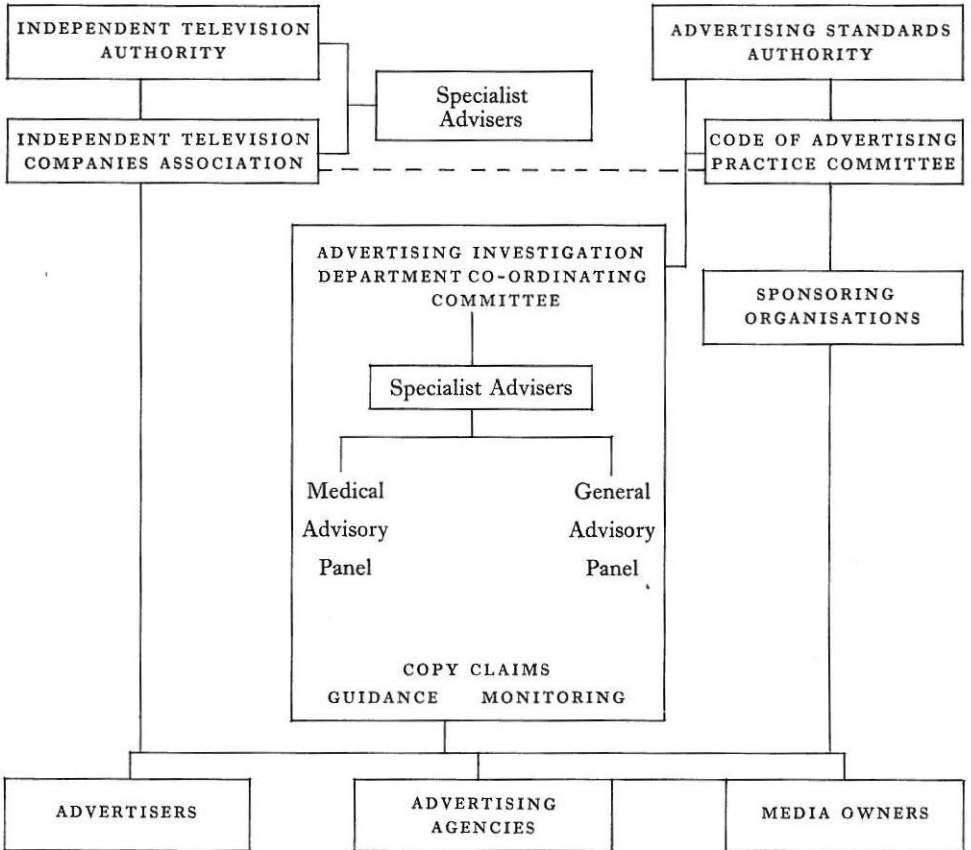 INDEPENDENT TELEVISION
AUTHORITY
ADVERTISING STANDARDS
AUTHORITY
Specialist
Advisers
INDEPENDENT TELEVISION
COMPANIES ASSOCIATION
CODE OF ADVERTISING
PRACTICE COMMITTEE
ADVERTISING INVESTIGATION
DEPARTMENT CO-ORDINATING
COMMITTEE
SPONSORING
ORGANISATIONS
Specialist Advisers
Medical
Advisory
Panel
General
Advisory
Panel
COPY CLAIMS
GUIDANCE MONITORING
ADVERTISERS
ADVERTISING
AGENCIES
MEDIA OWNERS